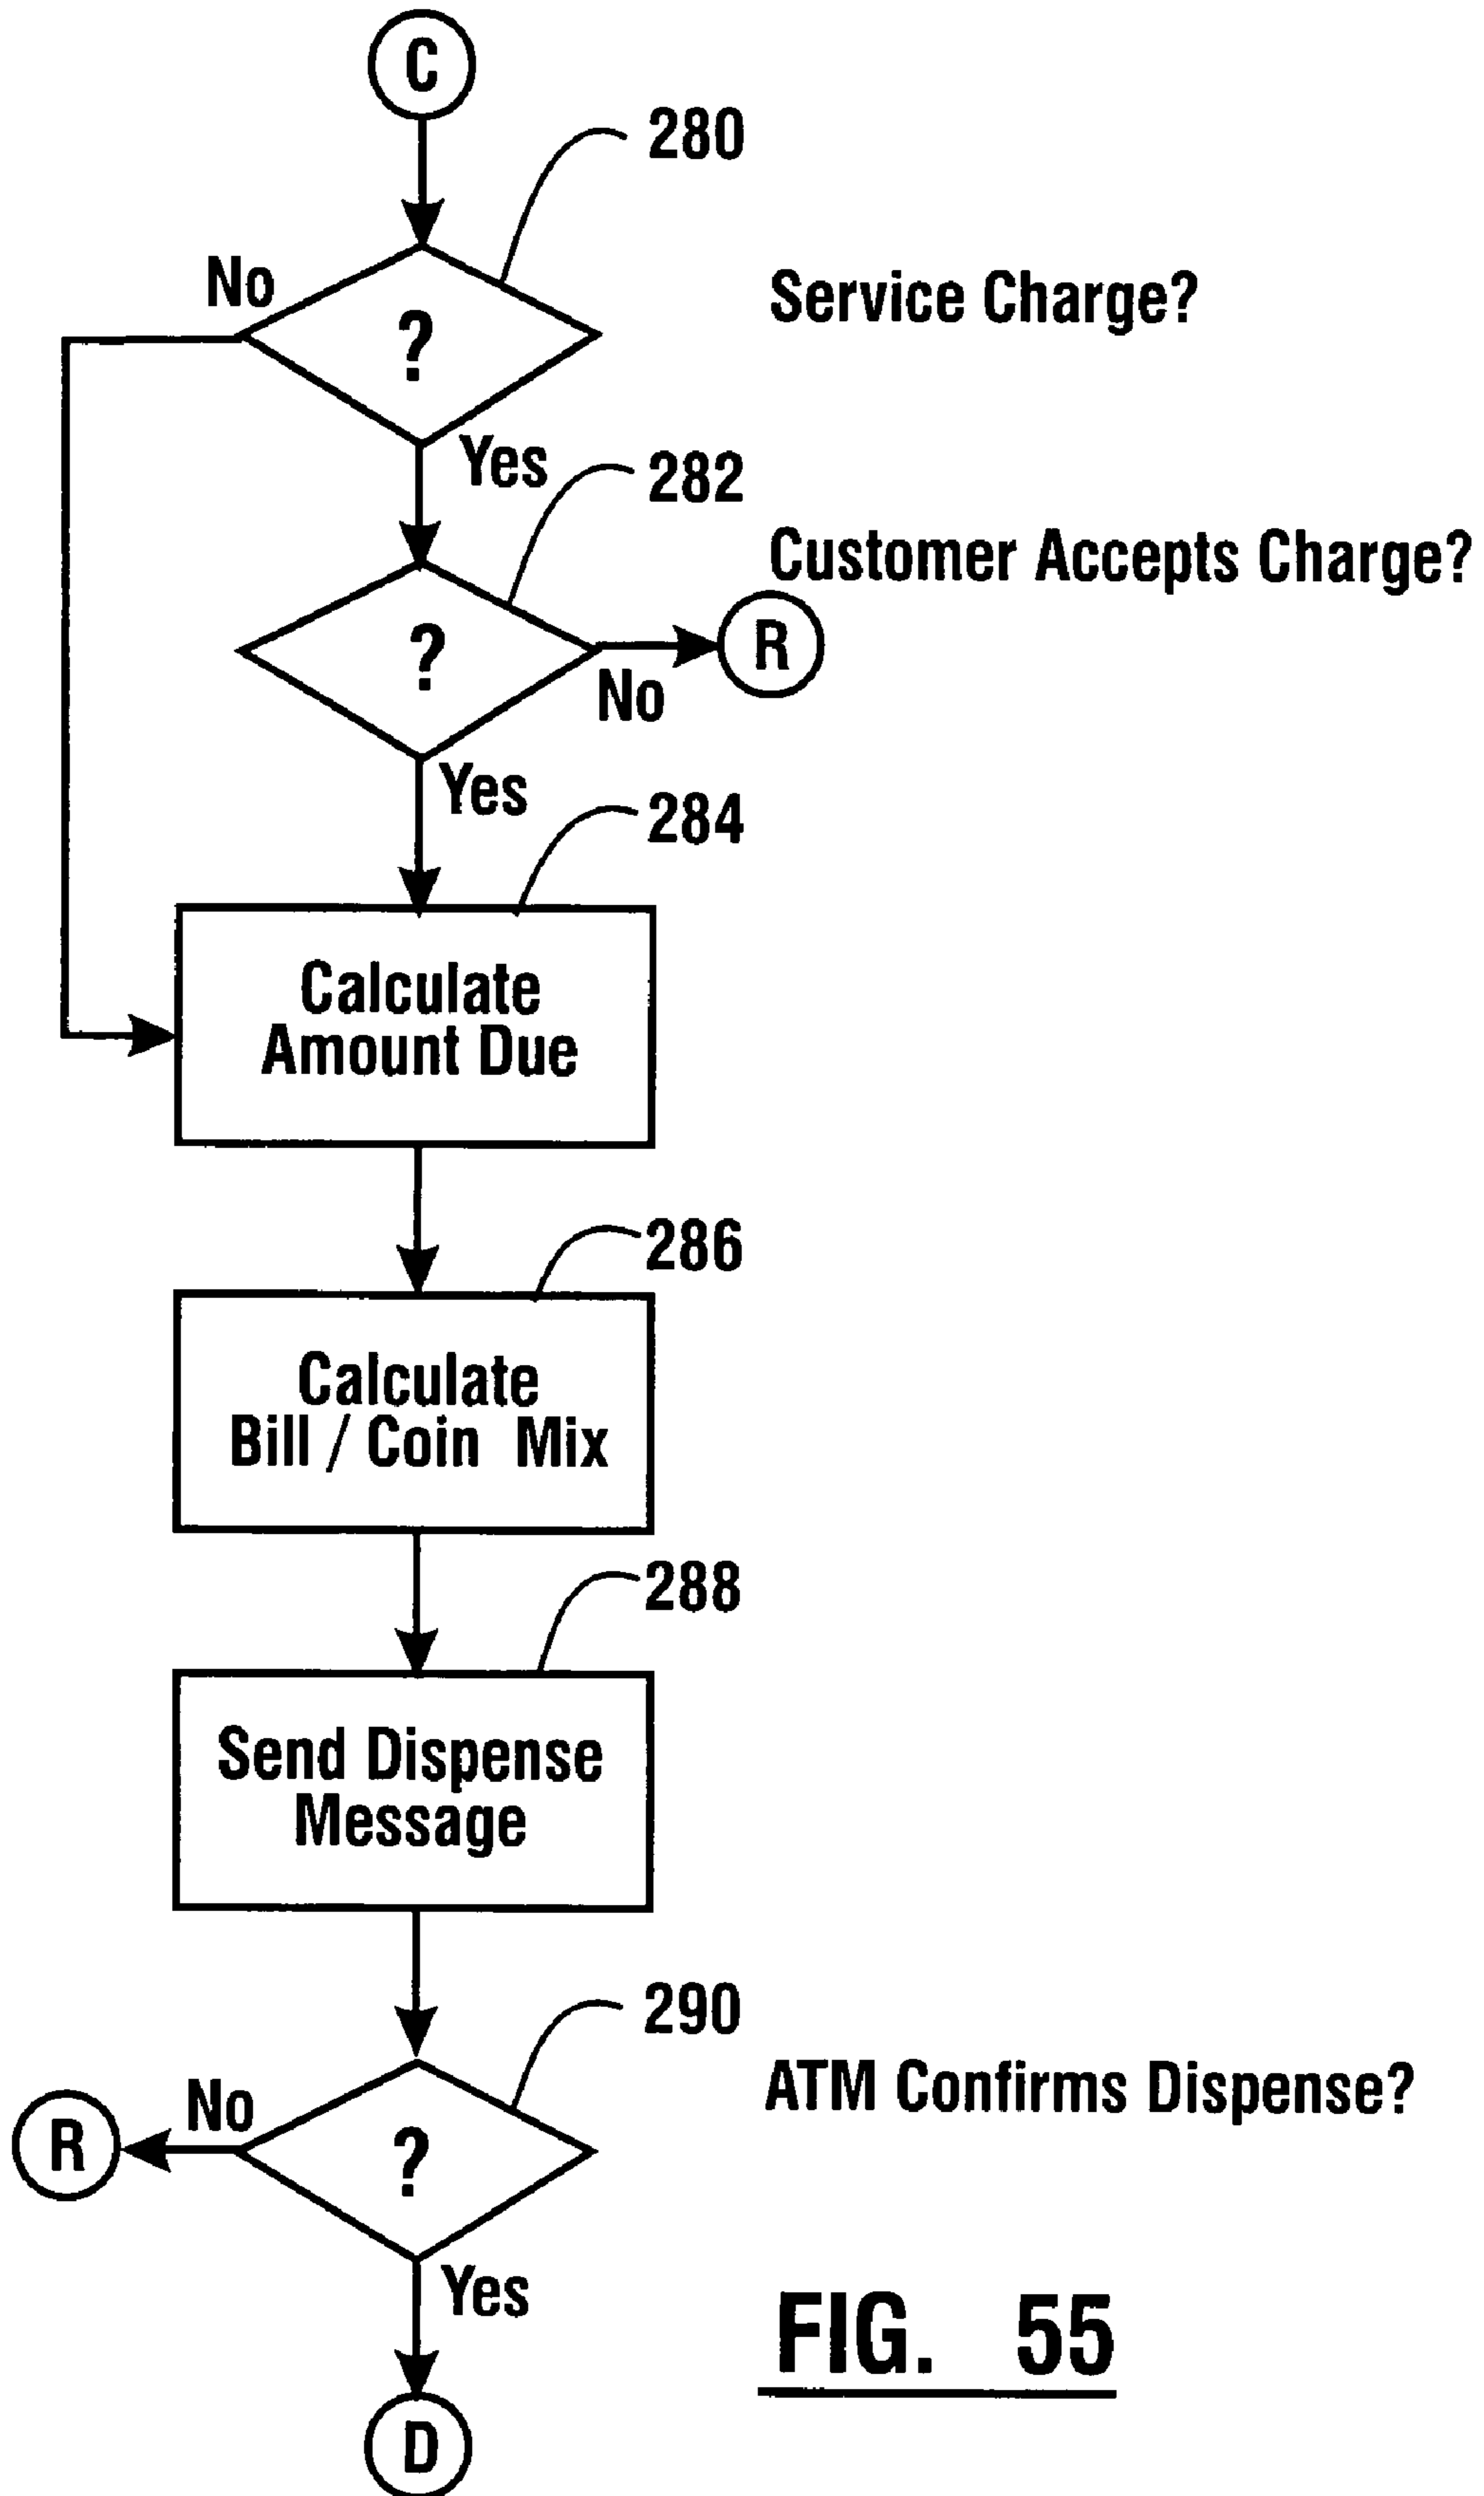 C
280
No
Service Charge?
?
Yes
282
Customer Accepts Charge?
?
R
No
Yes
284
Calculate
Amount Due
286
Calculate
Bill / Coin Mix
288
Send Dispense
Message
290
ATM Confirms Dispense?
No
R
?
Yes
FIG. 55
D